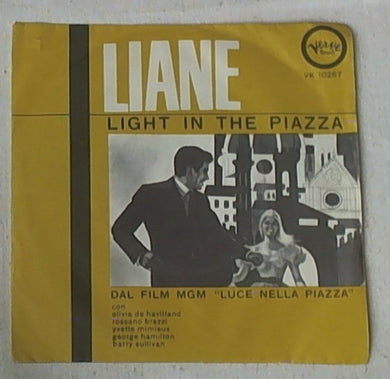 LIANE
Verve
VK 10267
LIGHT IN THE PIAZZA
DAL FILM MGM "LUCE NELLA PIAZZA"
con
olivia de havilland
rossano brazzi
yvette mimieux
george hamilton
barry sullivan